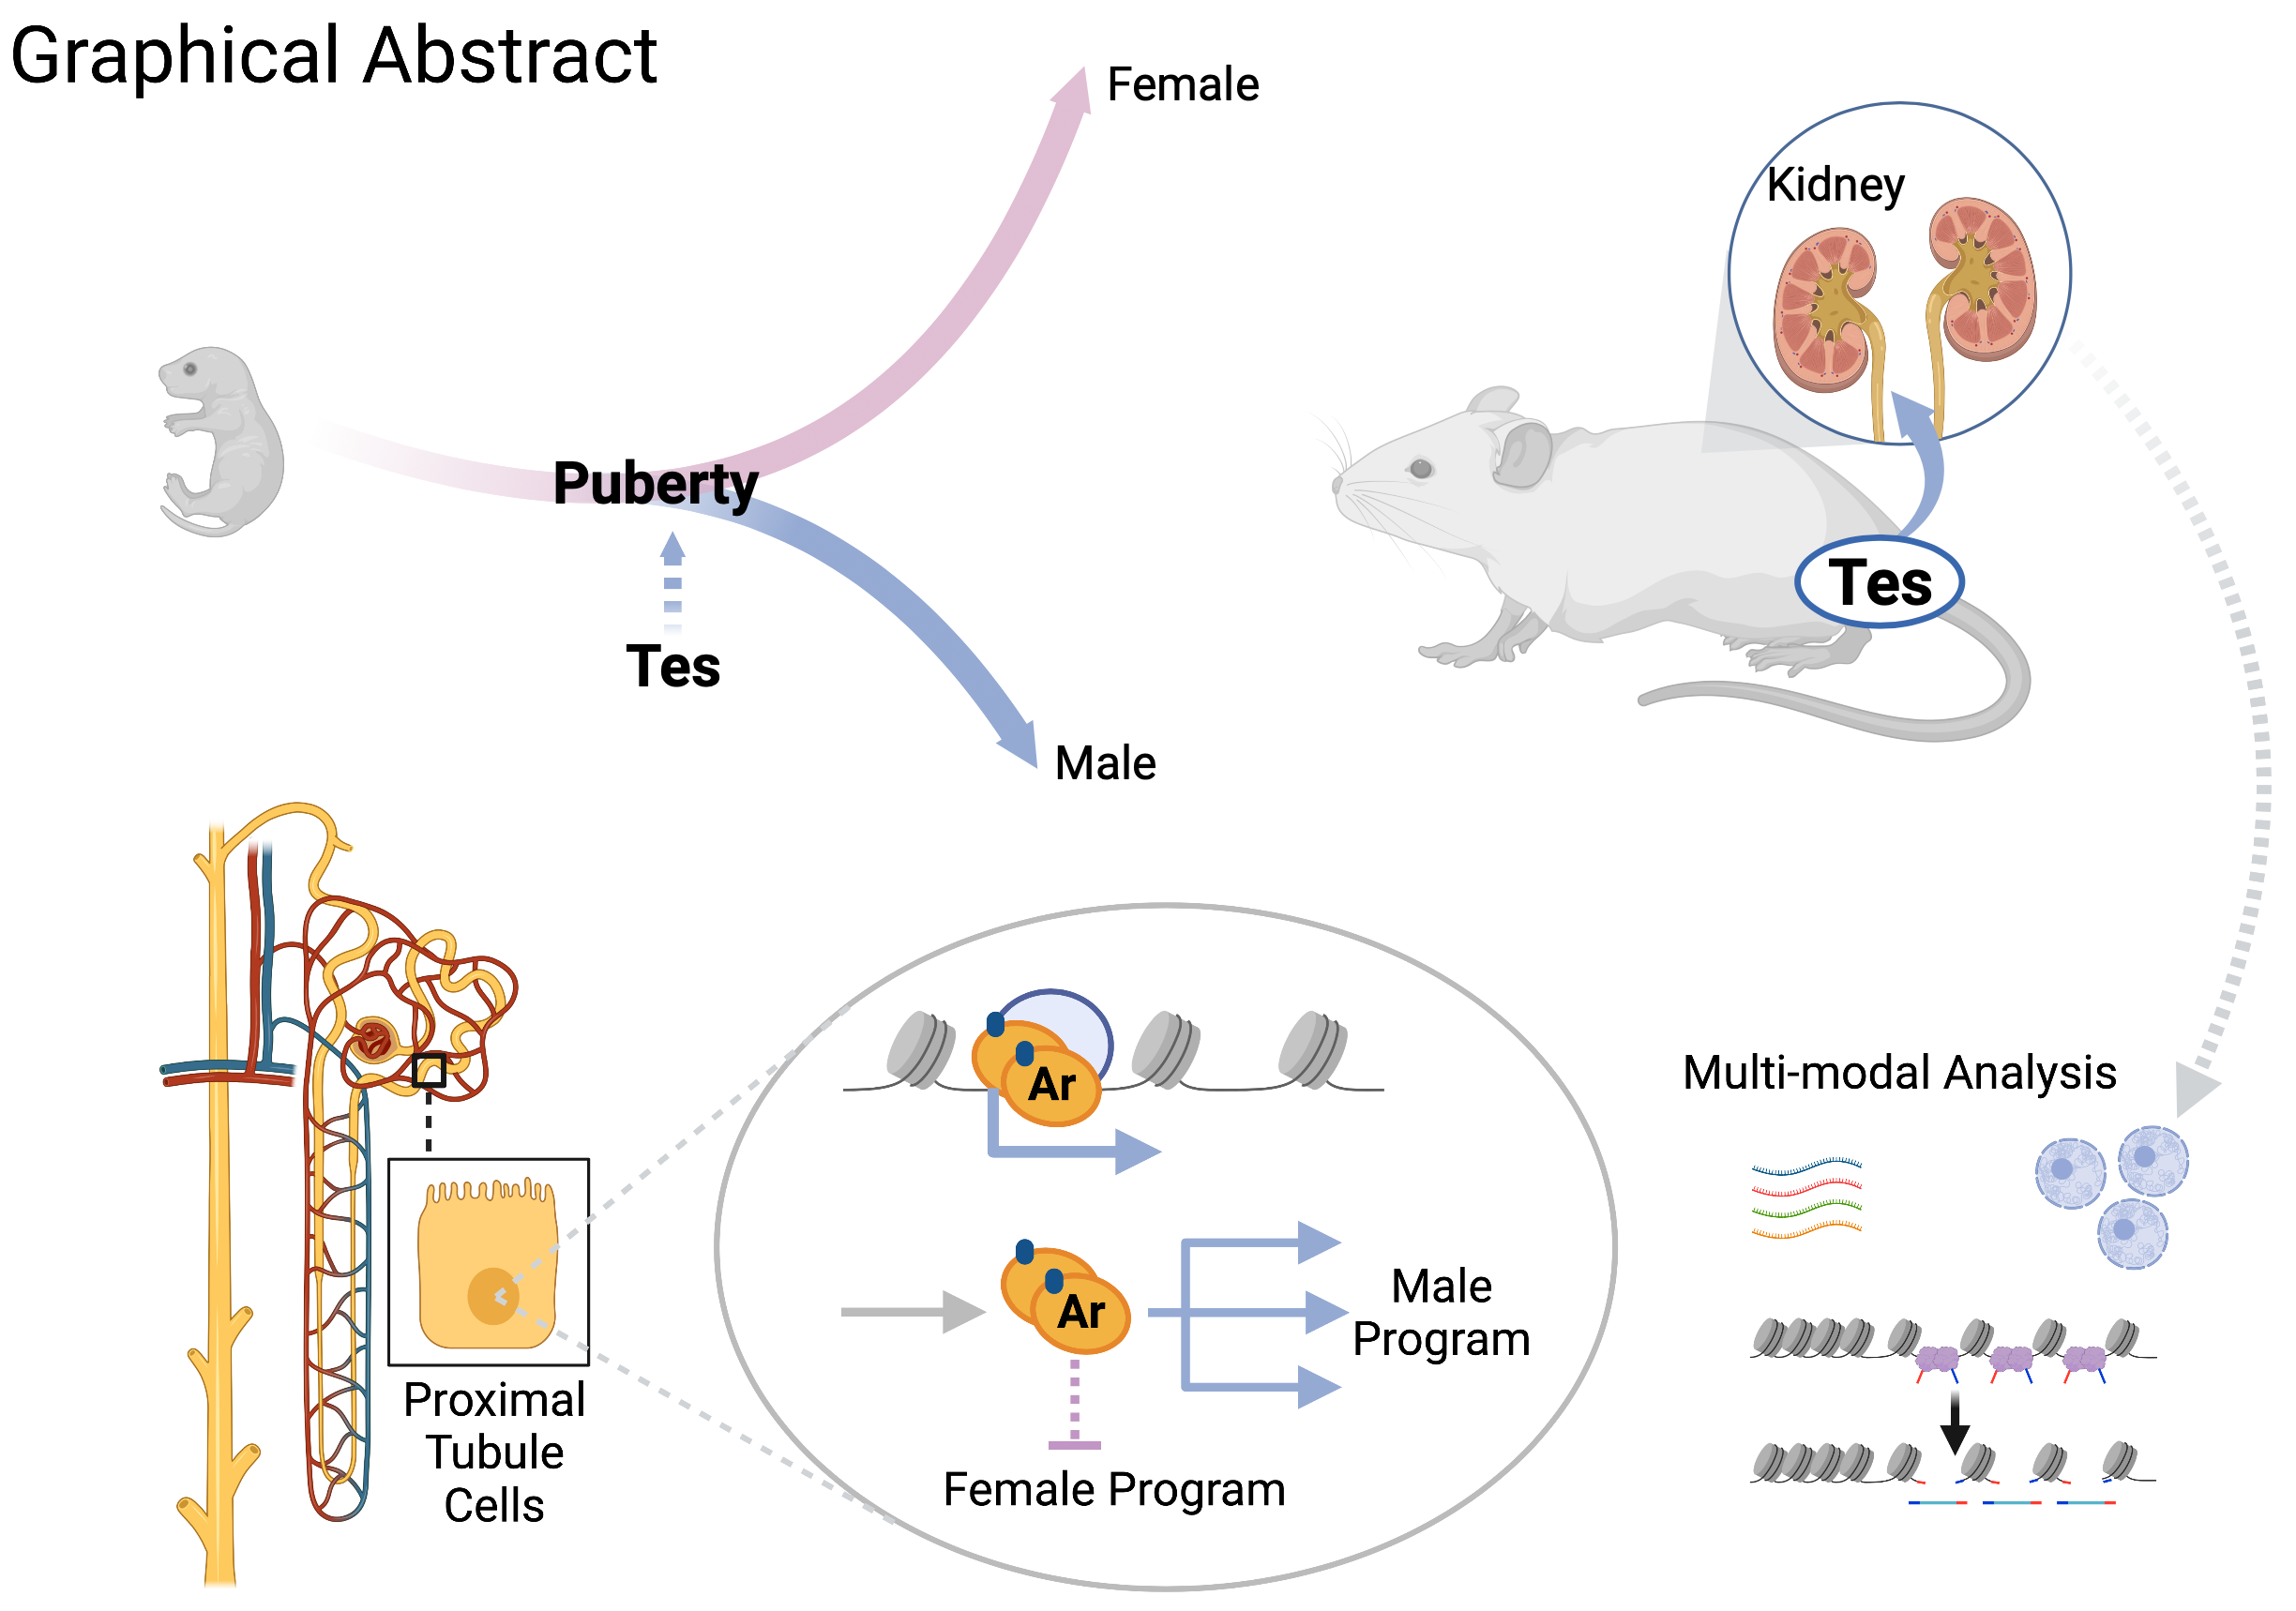 Graphical Abstract
Female
Kidney
Puberty
Tes
Tes
Male
Multi-modal Analysis
Ar
Ar
Male
Program
Female Program
Proximal
Tubule
Cells